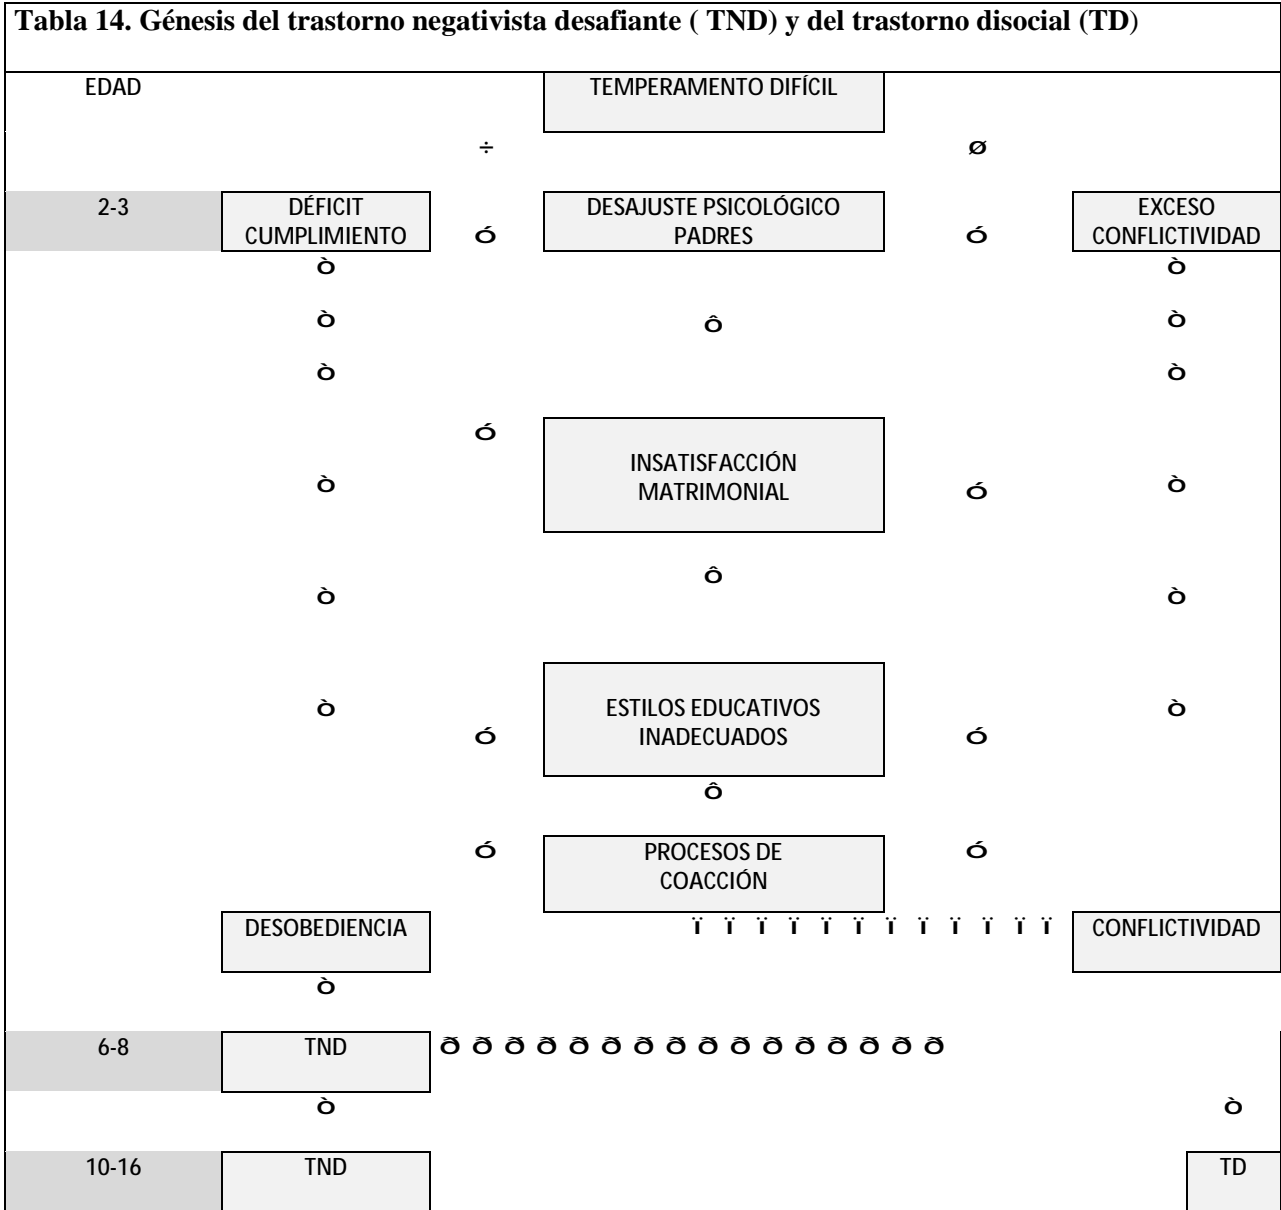 Tabla 14. Génesis del trastorno negativista desafiante ( TND) y del trastorno disocial (TD)
EDAD TEMPERAMENTO DIFÍCIL
÷ Ø
2-3 DÉFICIT DESAJUSTE PSICOLÓGICO EXCESO
CUMPLIMIENTO Ó PADRES Ó CONFLICTIVIDAD
Ò Ò
Ò Ô Ò
Ò Ò
Ó
INSATISFACCIÓN
Ò MATRIMONIAL Ó Ò
Ô
Ò Ò
Ò ESTILOS EDUCATIVOS Ò
Ó INADECUADOS Ó
Ô
Ó PROCESOS DE Ó
COACCIÓN
DESOBEDIENCIA ï ï ï ï ï ï ï ï ï ï ï ï CONFLICTIVIDAD
Ò
6-8 TND ð ð ð ð ð ð ð ð ð ð ð ð ð ð ð ð
Ò Ò
10-16 TND TD